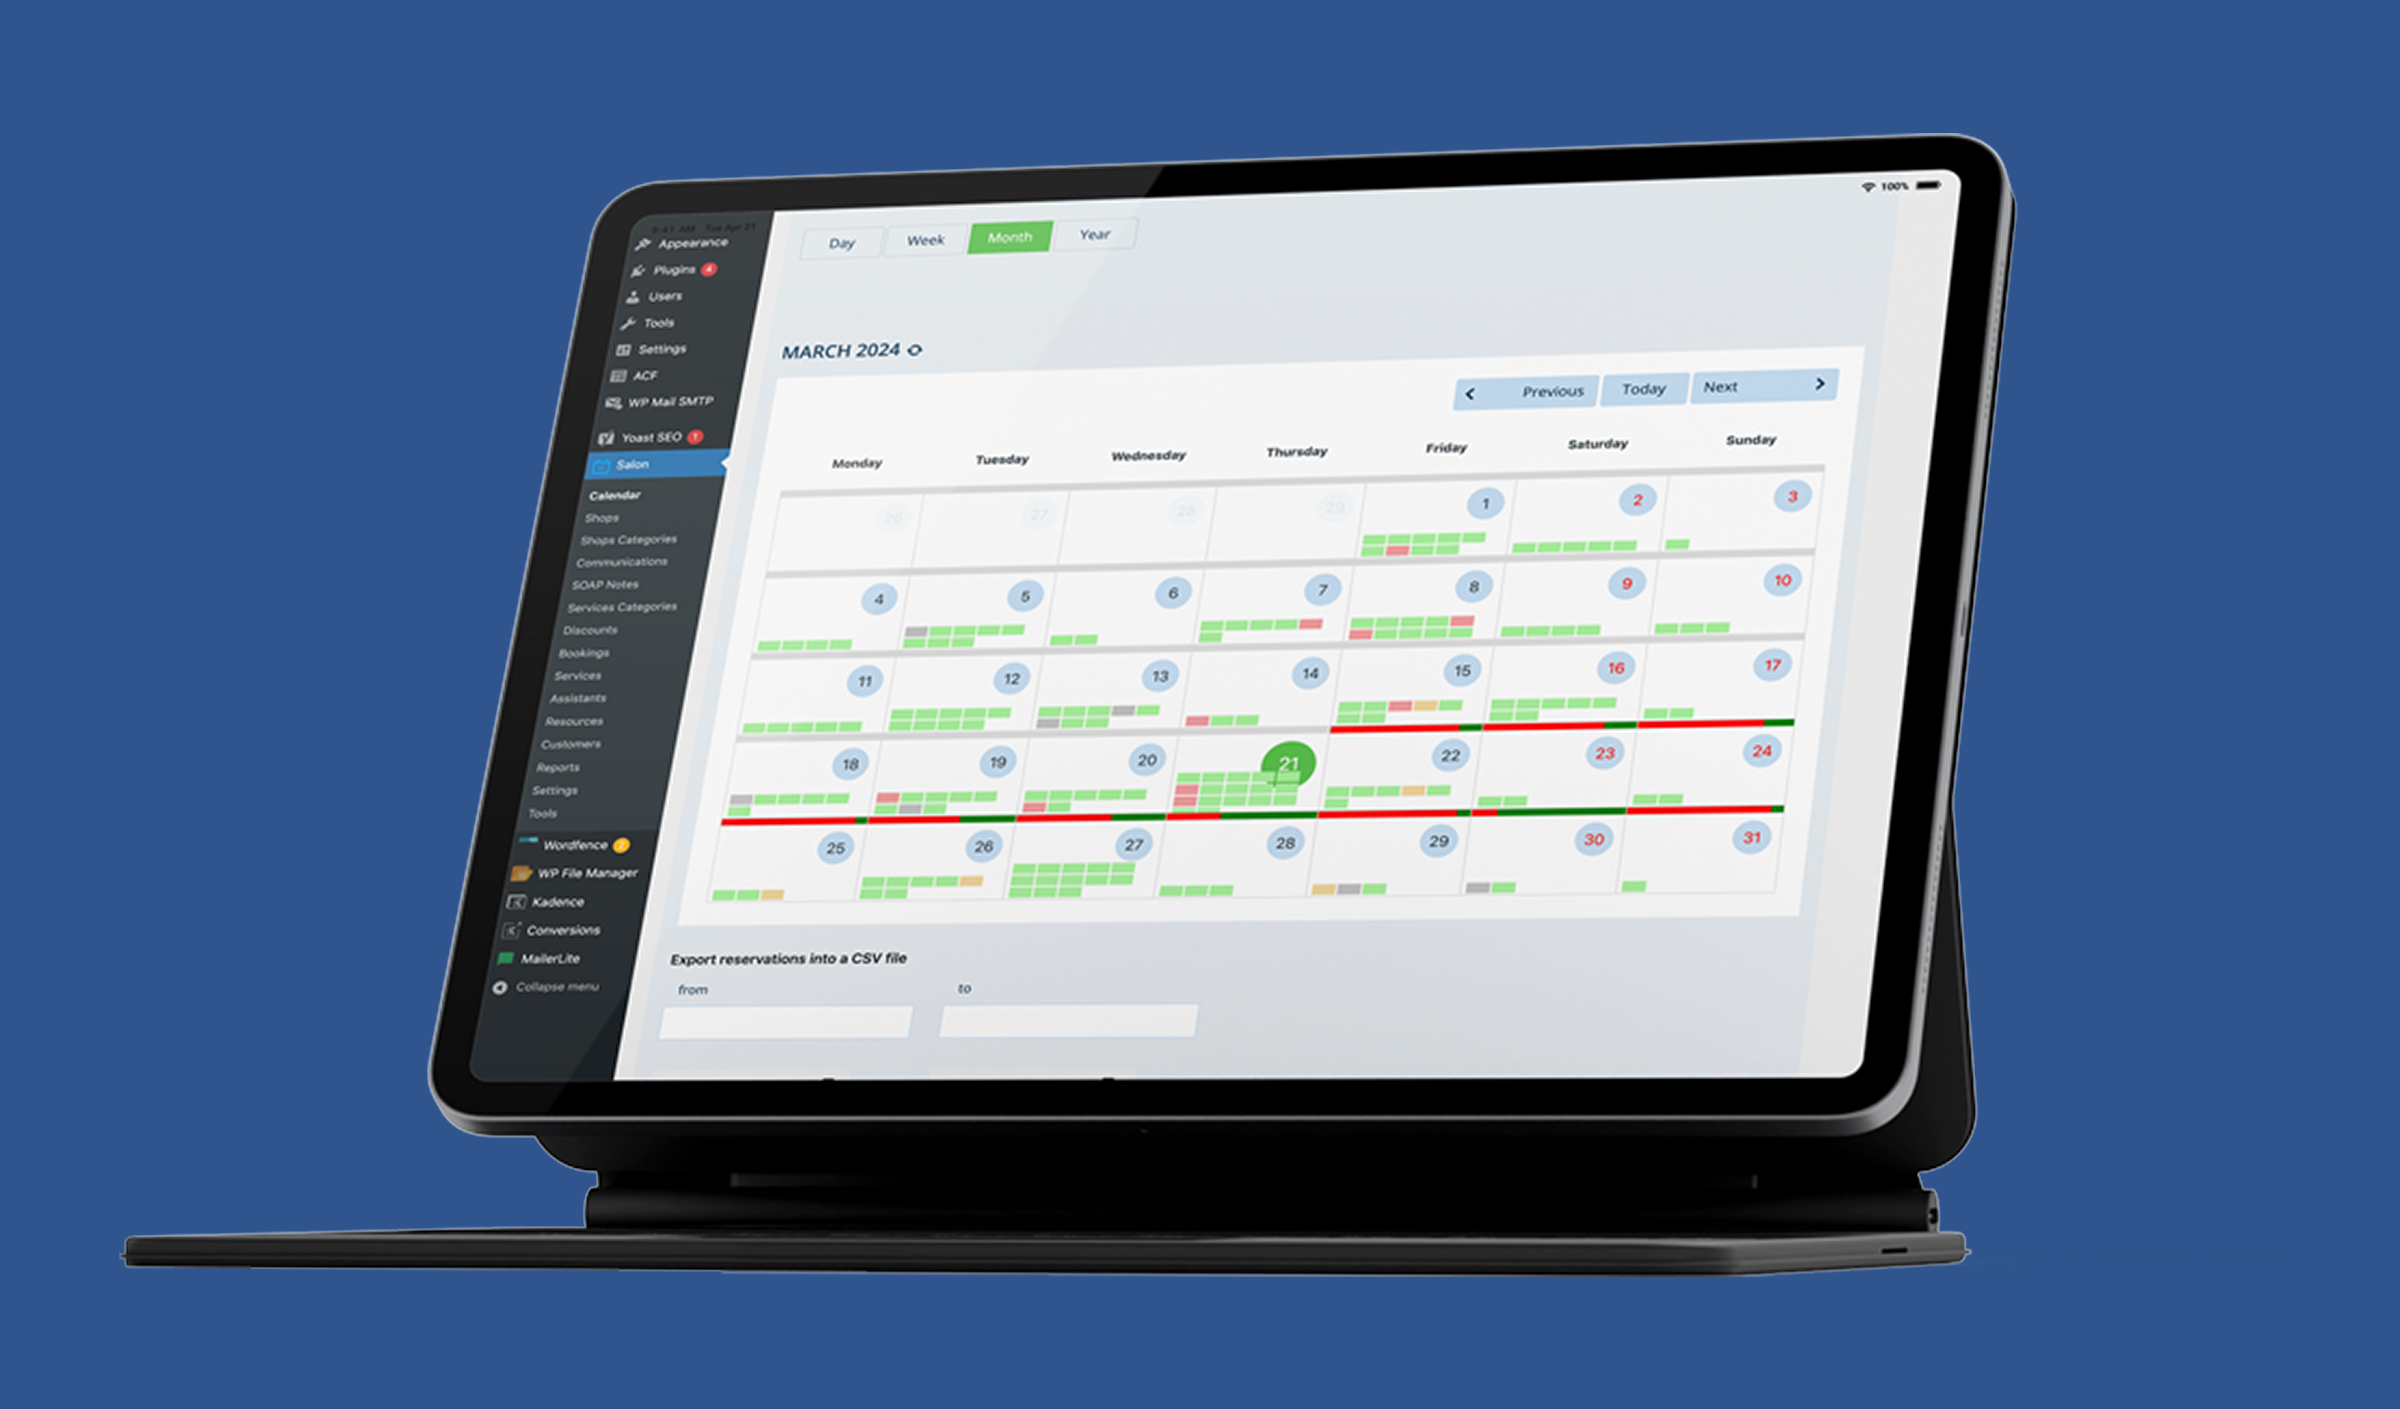 9:41 AM Tue Apr 21
100%
Appearance
Plugins 4
Users
Tools
Settings
ACF
WP Mail SMTP
Yoast SEO 1
Salon
Calendar
Shops
Shops Categories
Communications
SOAP Notes
Services Categories
Discounts
Bookings
Services
Assistants
Resources
Customers
Reports
Settings
Tools
Wordfence 2
WP File Manager
Kadence
Conversions
MailerLite
Collapse menu
Day Week Month Year
MARCH 2024
Previous Today Next
Monday Tuesday Wednesday Thursday Friday Saturday Sunday
26 27 28 29 1 2 3
4 5 6 7 8 9 10
11 12 13 14 15 16 17
18 19 20 21 22 23 24
25 26 27 28 29 30 31
Export reservations into a CSV file
from to